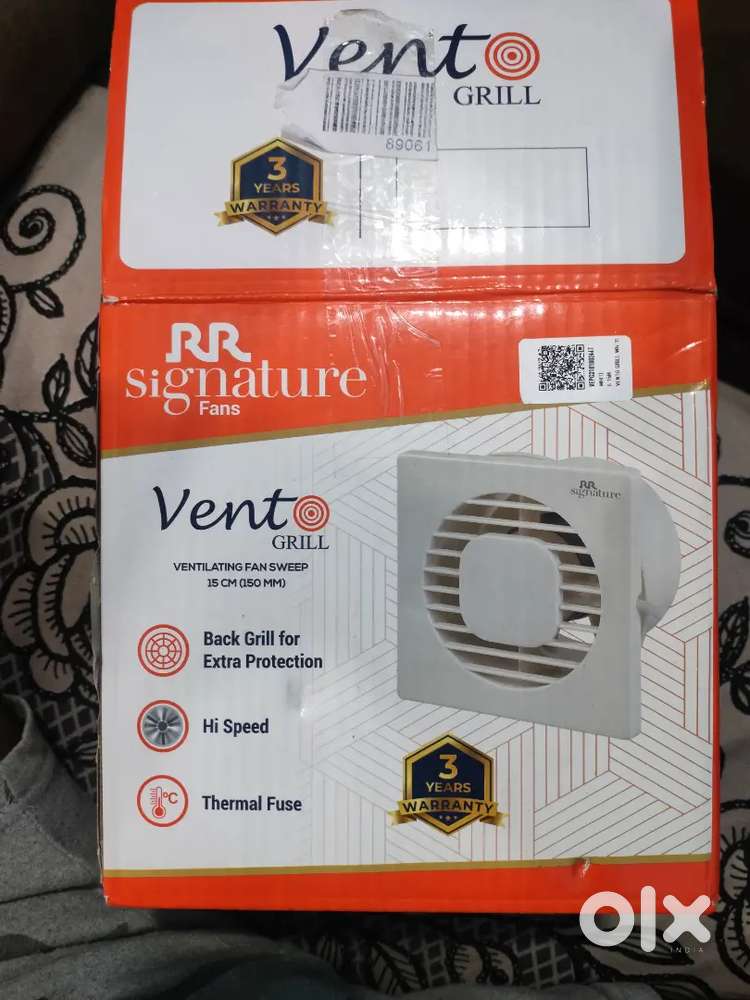 Vento
GRILL
89061
3
YEARS
WARRANTY
RR
signature
Fans
Vento
GRILL
VENTILATING FAN SWEEP
15 CM (150 MM)
Back Grill for
Extra Protection
Hi Speed
°C
Thermal Fuse
RR
signature
3
YEARS
WARRANTY
olx
INDIA